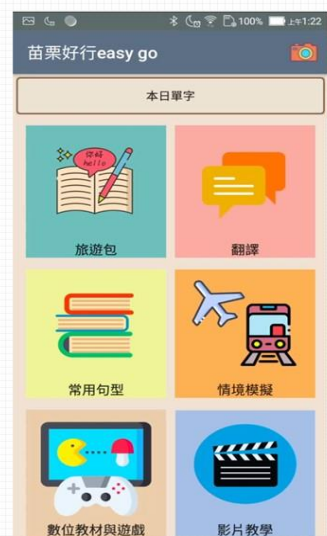 100% 上午1:22
苗栗好行easy go
本日單字
你好
hello
旅遊包
翻譯
常用句型
情境模擬
數位教材與遊戲
影片教學